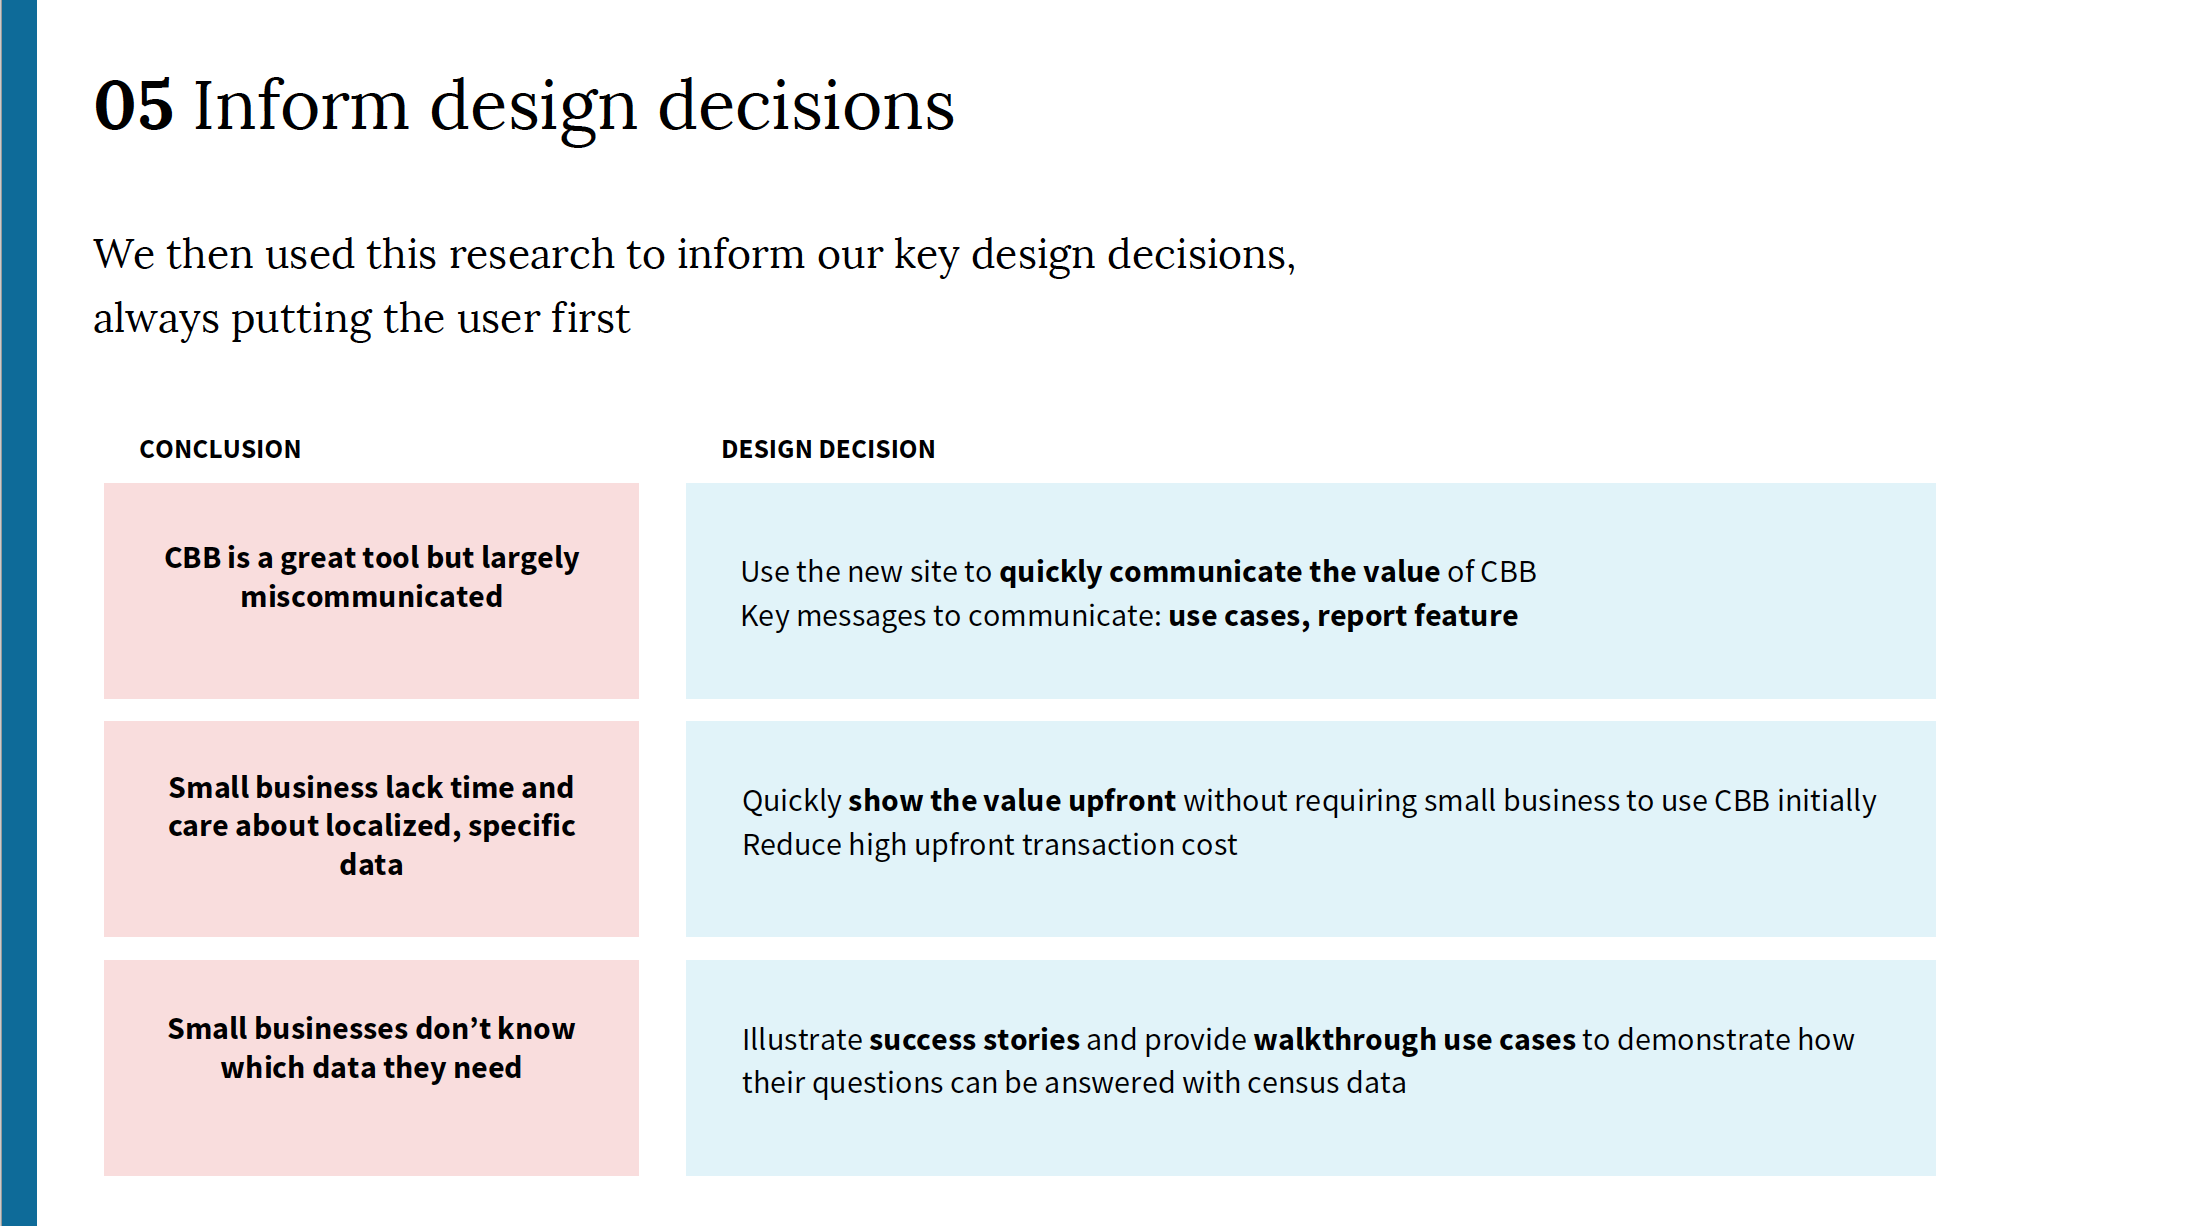 05 Inform design decisions
We then used this research to inform our key design decisions,
always putting the user first
CONCLUSION
DESIGN DECISION
CBB is a great tool but largely
miscommunicated
Use the new site to quickly communicate the value of CBB
Key messages to communicate: use cases, report feature
Small business lack time and
care about localized, specific
data
Quickly show the value upfront without requiring small business to use CBB initially
Reduce high upfront transaction cost
Small businesses don’t know
which data they need
Illustrate success stories and provide walkthrough use cases to demonstrate how
their questions can be answered with census data